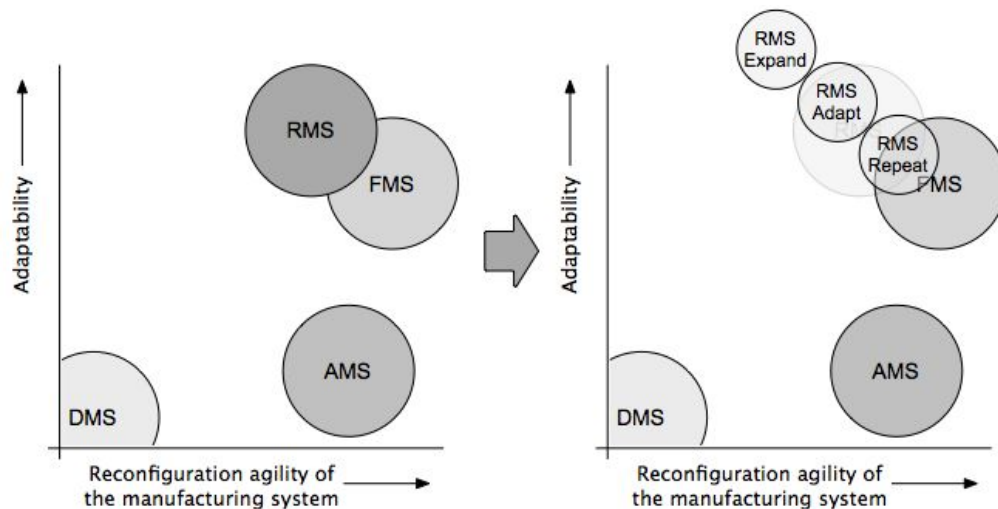 Adaptability
RMS
FMS
AMS
DMS
Reconfiguration agility of
the manufacturing system
Adaptability
RMS
Expand
RMS
Adapt
RMS
RMS
Repeat
FMS
AMS
DMS
Reconfiguration agility of
the manufacturing system